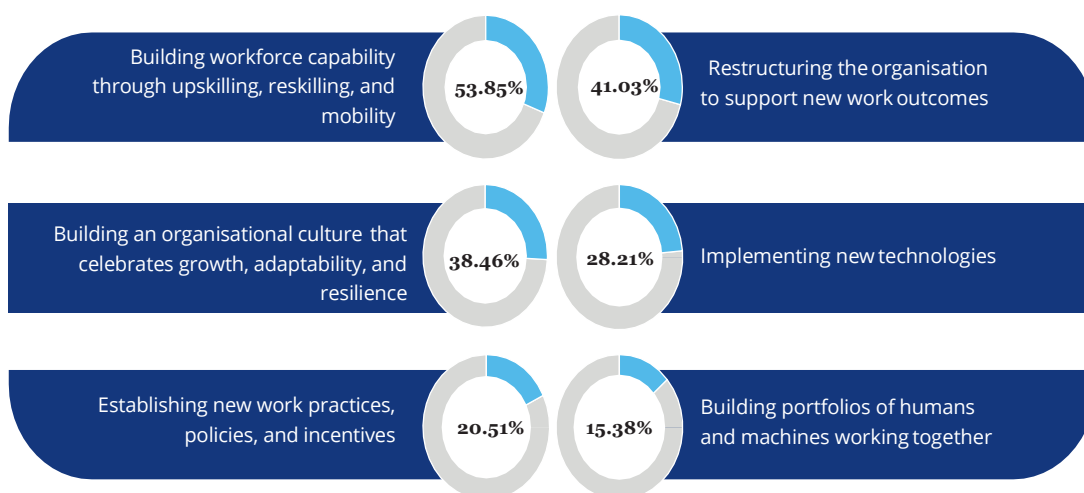 Building workforce capability
through upskilling, reskilling, and
mobility
53.85%
41.03%
Restructuring the organisation
to support new work outcomes
Building an organisational culture that
celebrates growth, adaptability, and
resilience
38.46%
28.21%
Implementing new technologies
Establishing new work practices,
policies, and incentives
20.51%
15.38%
Building portfolios of humans
and machines working together